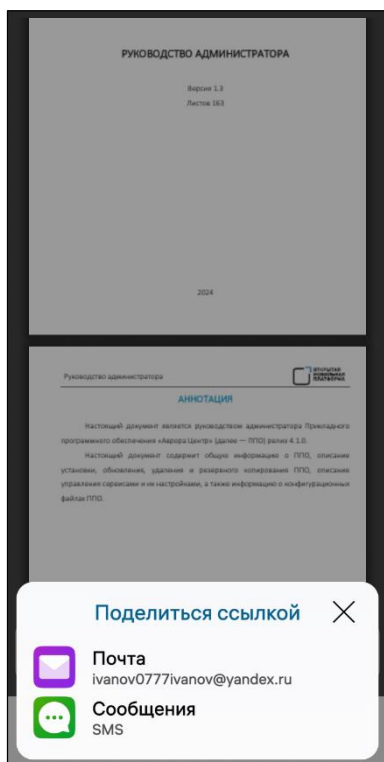 РУКОВОДСТВО АДМИНИСТРАТОРА
Версия 1.3
Листов 163
2024
Руководство администратора
ОТКРЫТАЯ
МОБИЛЬНАЯ
ПЛАТФОРМА
АННОТАЦИЯ
Настоящий документ является руководством администратора Прикладного
программного обеспечения «Аврора Центр» (далее — ППО) релиз 4.1.0.
Настоящий документ содержит общую информацию о ППО, описание
установки, обновления, удаления и резервного копирования ППО, описание
управления сервисами и их настройками, а также информацию о конфигурационных
файлах ППО.
Поделиться ссылкой
Почта
ivanov0777ivanov@yandex.ru
Сообщения
SMS